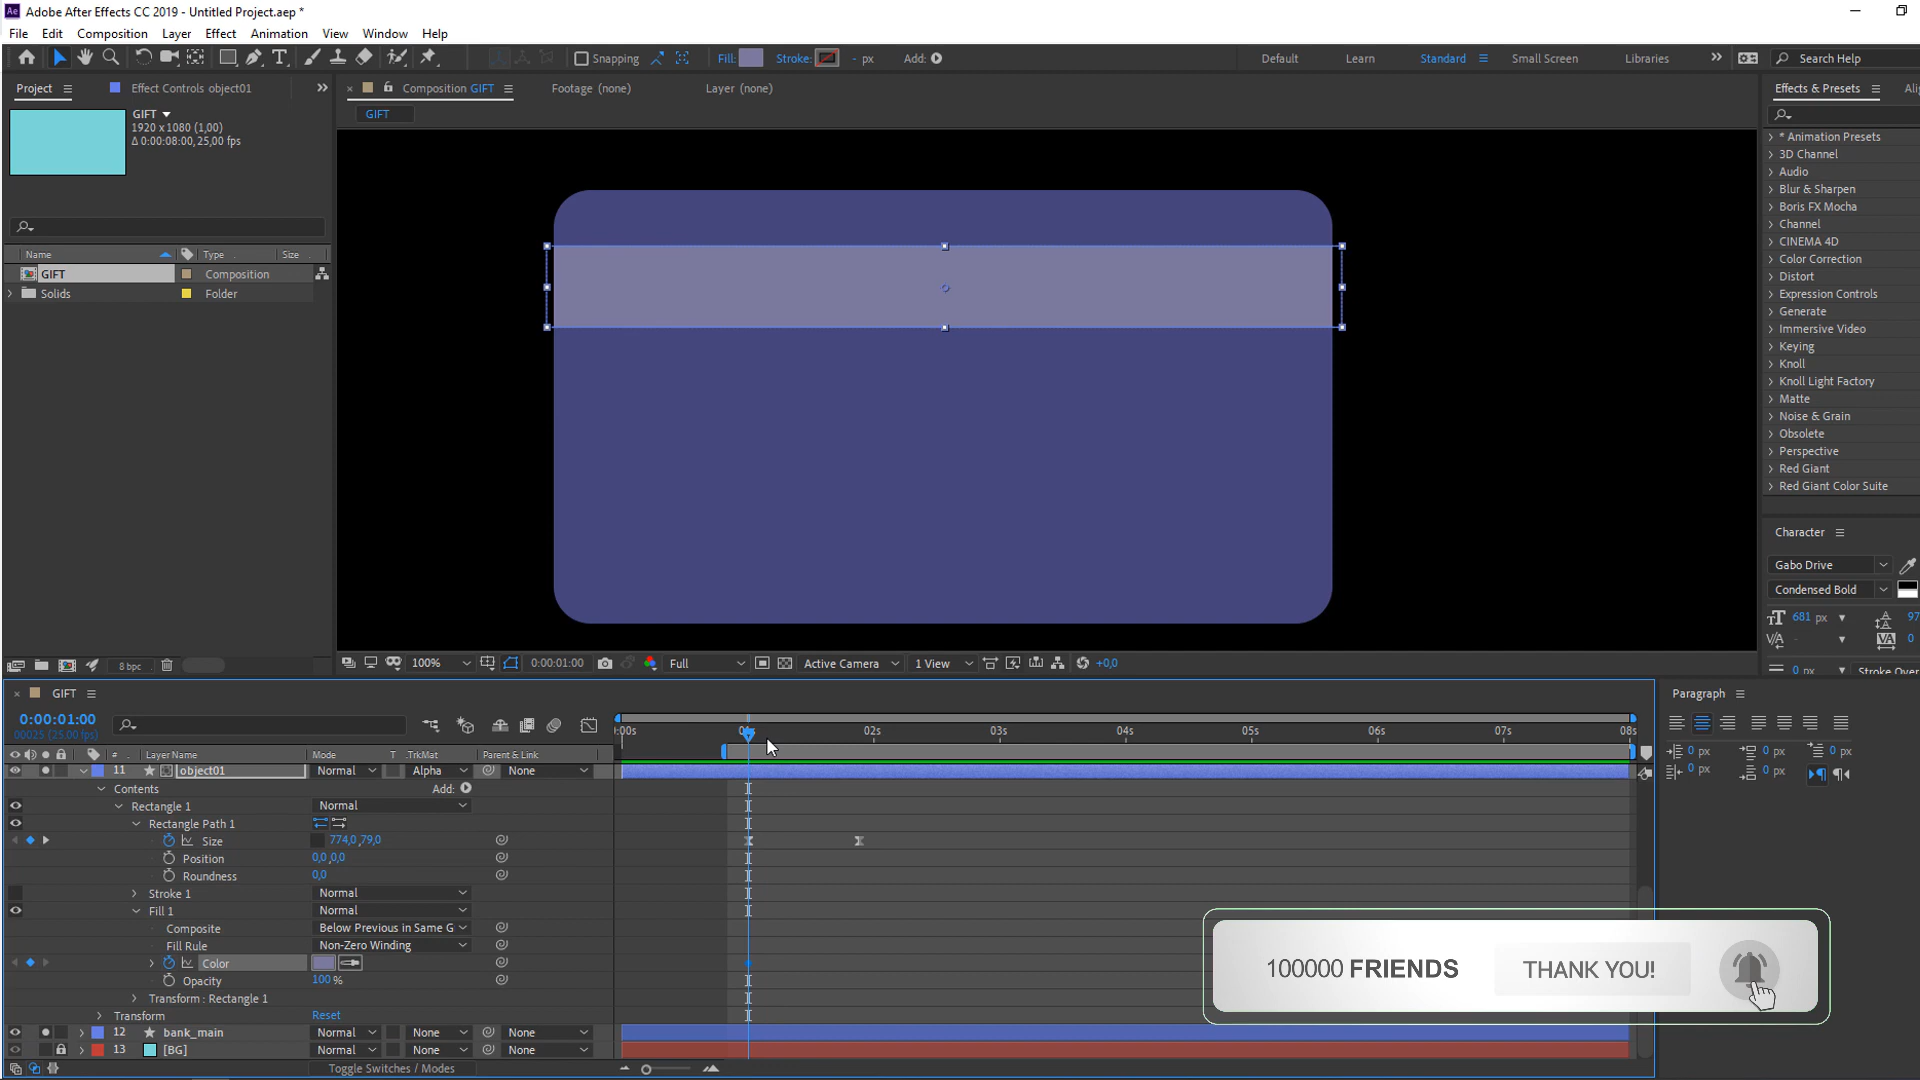 Adobe After Effects CC 2019 - Untitled Project.aep *
File Edit Composition Layer Effect Animation View Window Help
Snapping Fill: Stroke: - px Add: Default Learn Standard Small Screen Libraries Search Help
Project Effect Controls object01 Composition GIFT Footage (none) Layer (none) Effects & Presets
GIFT
1920 x 1080 (1,00)
Δ 0:00:08:00, 25,00 fps
GIFT
* Animation Presets
3D Channel
Audio
Blur & Sharpen
Boris FX Mocha
Channel
CINEMA 4D
Color Correction
Distort
Expression Controls
Generate
Immersive Video
Keying
Knoll
Knoll Light Factory
Matte
Noise & Grain
Obsolete
Perspective
Red Giant
Red Giant Color Suite
Name Type Size
GIFT Composition
Solids Folder
Character
Gabo Drive
Condensed Bold
681 px 97
- 0
0 px Stroke Over
8 bpc 100% 0:00:01:00 Full Active Camera 1 View +0,0
GIFT
0:00:01:00
00025 (25.00 fps)
:00s 02s 03s 04s 05s 06s 07s 08s
# Layer Name Mode T .TrkMat Parent & Link
11 object01 Normal Alpha None
Contents Add:
Rectangle 1 Normal
Rectangle Path 1
Size 774,0,79,0
Position 0,0,0,0
Roundness 0,0
Stroke 1 Normal
Fill 1 Normal
Composite Below Previous in Same G
Fill Rule Non-Zero Winding
Color
Opacity 100 %
Transform : Rectangle 1
Transform Reset
12 bank_main Normal None None
13 [BG] Normal None None
Toggle Switches / Modes
Paragraph
0 px 0 px 0 px
0 px 0 px
100000 FRIENDS THANK YOU!